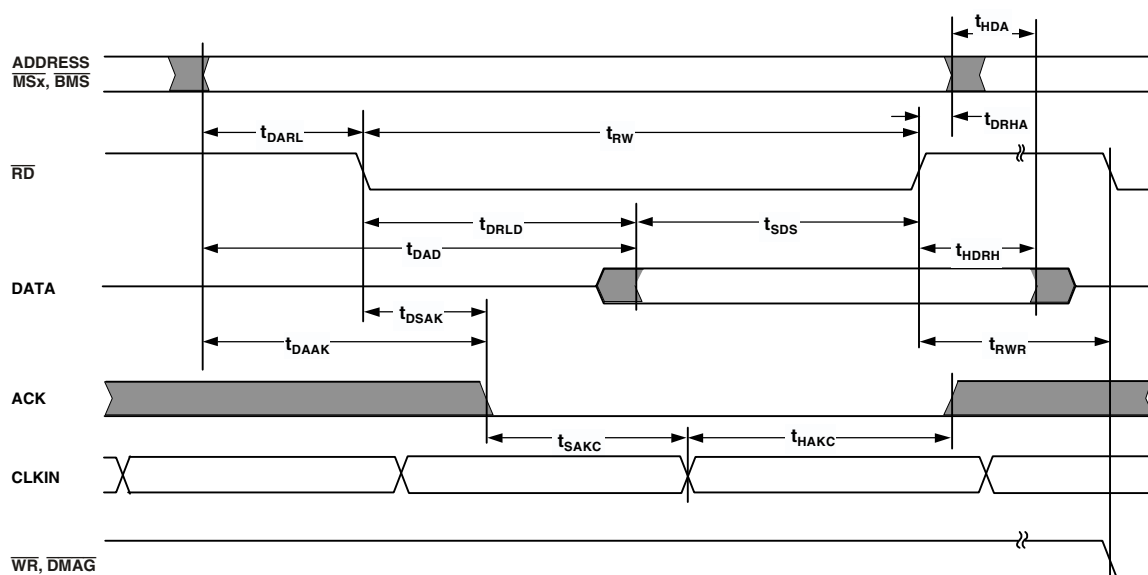 tHDA
ADDRESS
MSx, BMS
tDARL
tRW
tDRHA
RD
tDRLD
tSDS
tDAD
tHDRH
DATA
tDSAK
tDAAK
tRWR
ACK
tSAKC
tHAKC
CLKIN
WR, DMAG